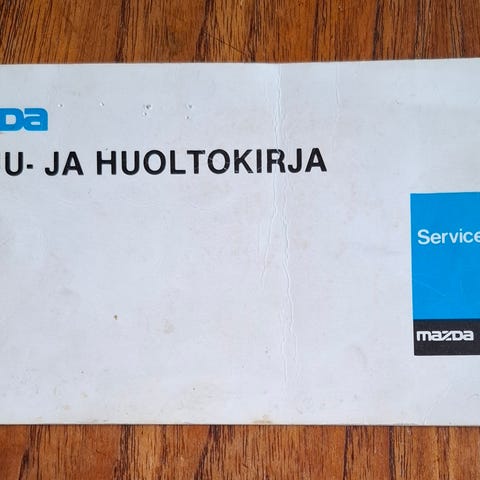 DA
U- JA HUOLTOKIRJA
Service
mazda